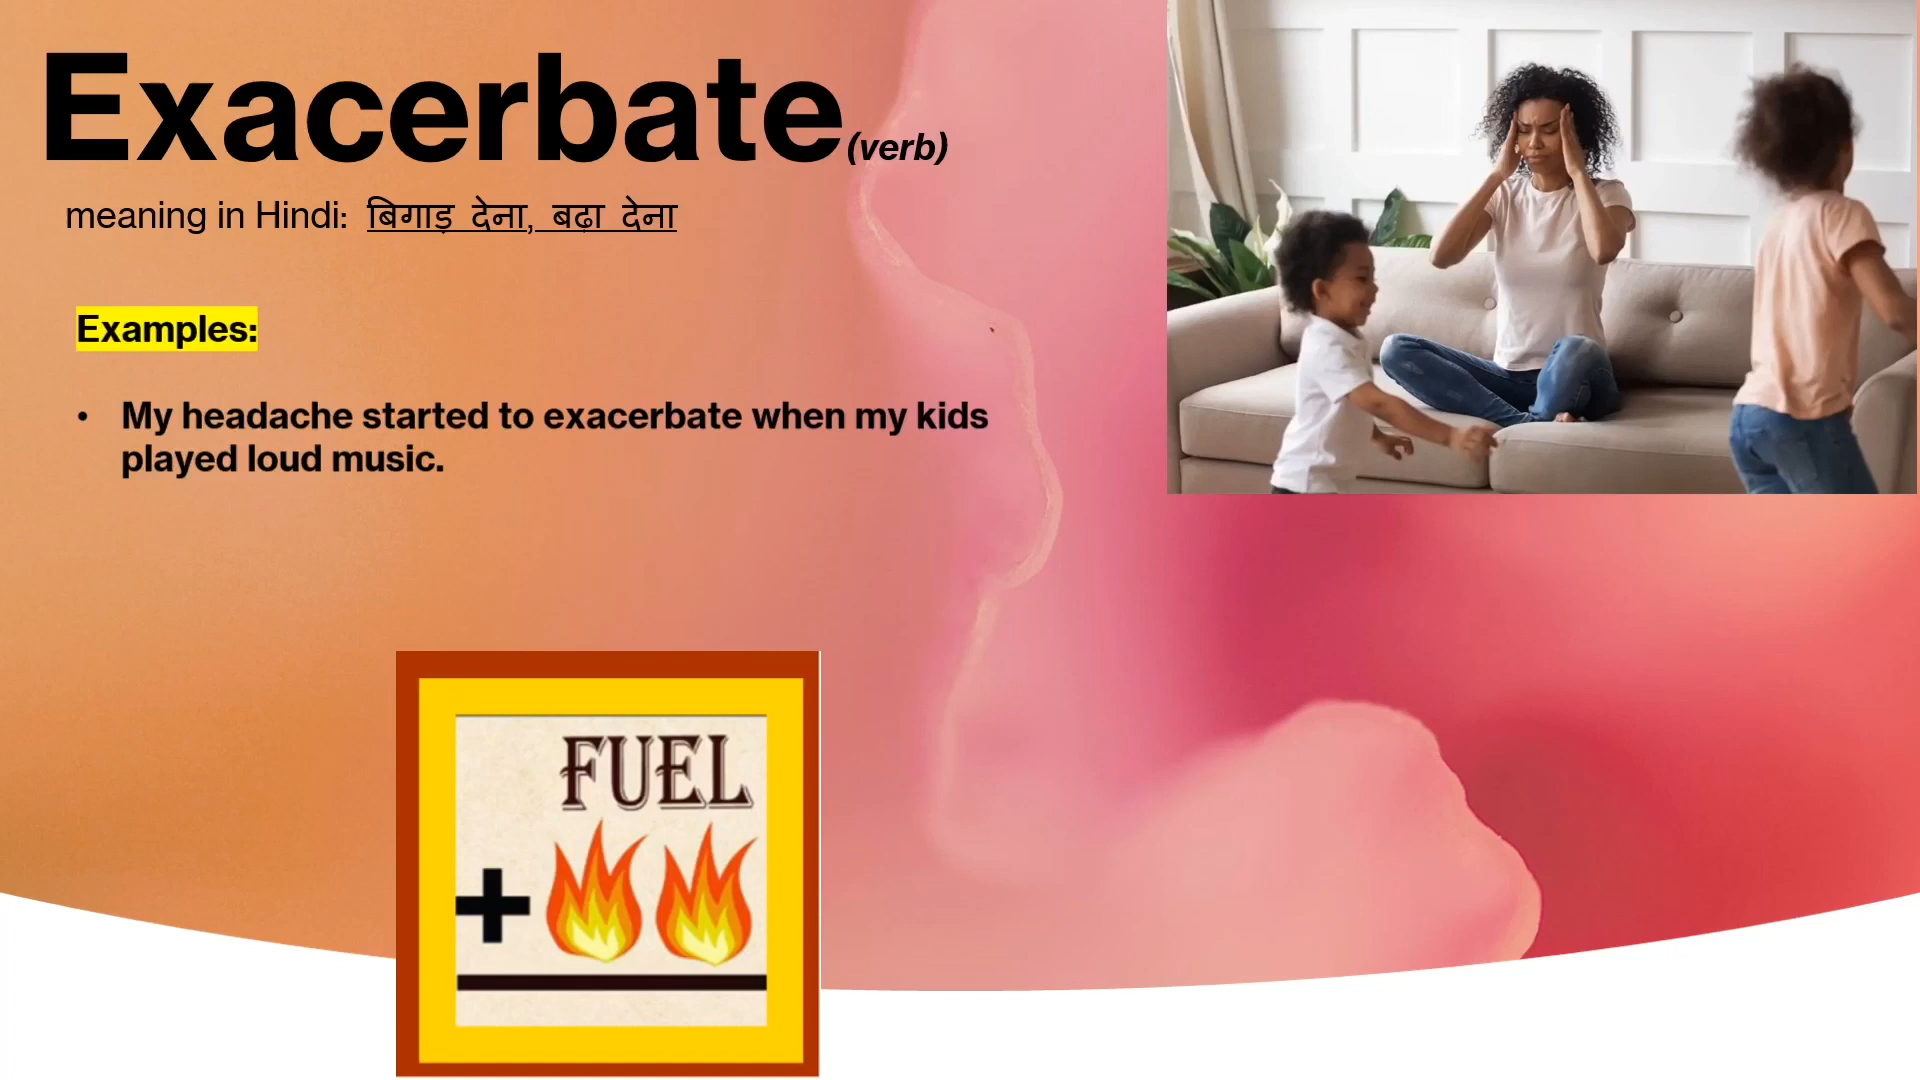 Exacerbate(verb)
meaning in Hindi: बिगाड़ देना, बढ़ा देना
Examples:
• My headache started to exacerbate when my kids
played loud music.
FUEL
+